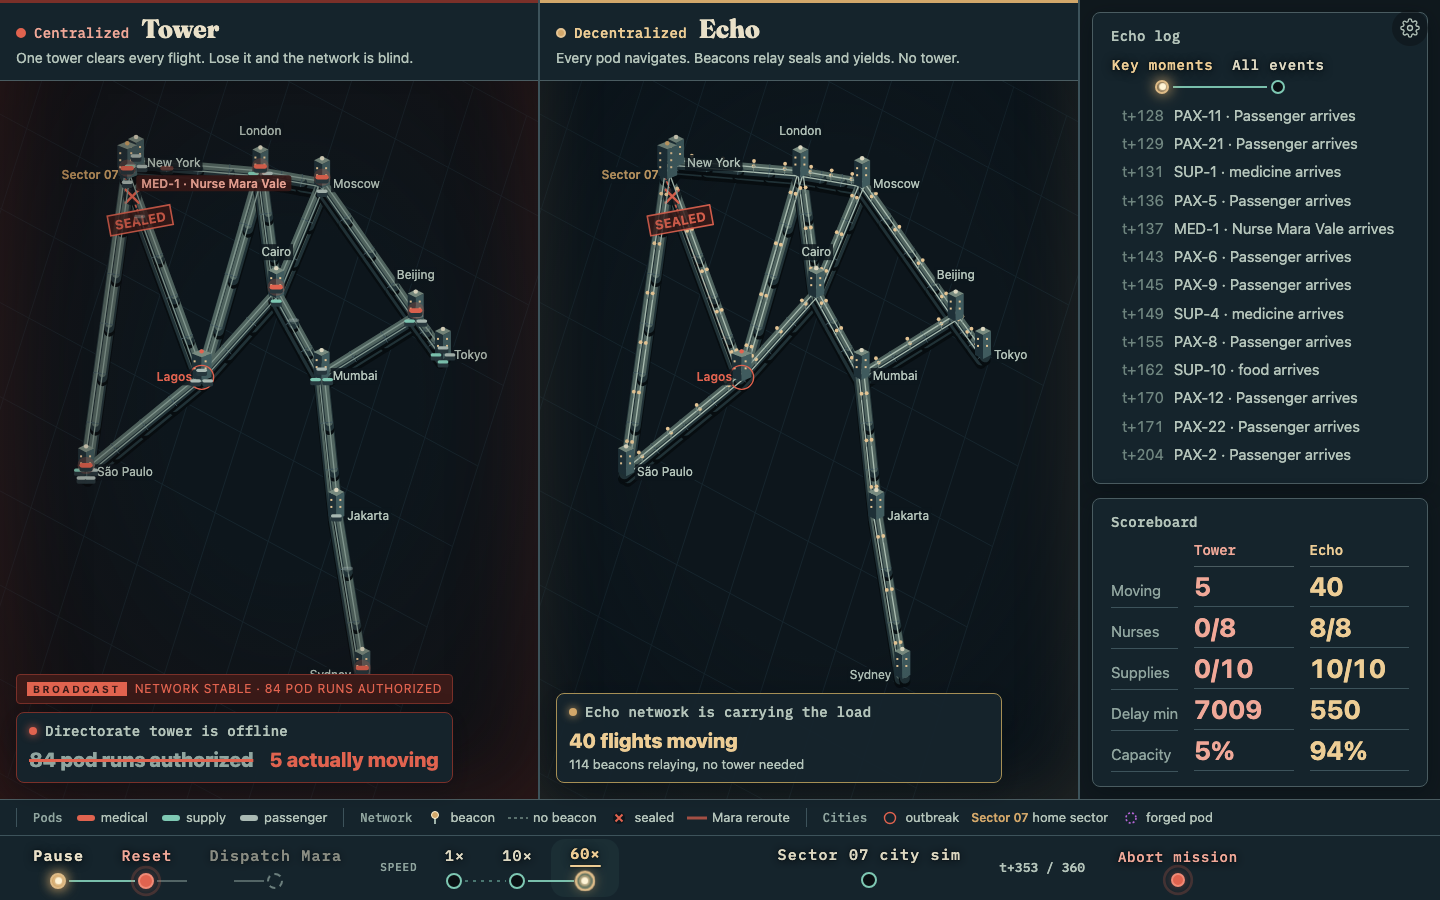 Centralized Tower
One tower clears every flight. Lose it and the network is blind.
London
New York
Sector 07
MED-1 · Nurse Mara Vale
Moscow
SEALED
Cairo
Beijing
Tokyo
Lagos
Mumbai
São Paulo
Jakarta
Sydney
BROADCAST NETWORK STABLE · 84 POD RUNS AUTHORIZED
Directorate tower is offline
84 pod runs authorized 5 actually moving
Decentralized Echo
Every pod navigates. Beacons relay seals and yields. No tower.
London
New York
Sector 07
Moscow
SEALED
Cairo
Beijing
Tokyo
Lagos
Mumbai
São Paulo
Jakarta
Sydney
Echo network is carrying the load
40 flights moving
114 beacons relaying, no tower needed
Echo log
Key moments All events
t+128 PAX-11 · Passenger arrives
t+129 PAX-21 · Passenger arrives
t+131 SUP-1 · medicine arrives
t+136 PAX-5 · Passenger arrives
t+137 MED-1 · Nurse Mara Vale arrives
t+143 PAX-6 · Passenger arrives
t+145 PAX-9 · Passenger arrives
t+149 SUP-4 · medicine arrives
t+155 PAX-8 · Passenger arrives
t+162 SUP-10 · food arrives
t+170 PAX-12 · Passenger arrives
t+171 PAX-22 · Passenger arrives
t+204 PAX-2 · Passenger arrives
Scoreboard
Tower Echo
Moving 5 40
Nurses 0/8 8/8
Supplies 0/10 10/10
Delay min 7009 550
Capacity 5% 94%
Pods medical supply passenger Network beacon no beacon sealed Mara reroute Cities outbreak Sector 07 home sector forged pod
Pause Reset Dispatch Mara SPEED 1× 10× 60× Sector 07 city sim t+353 / 360 Abort mission